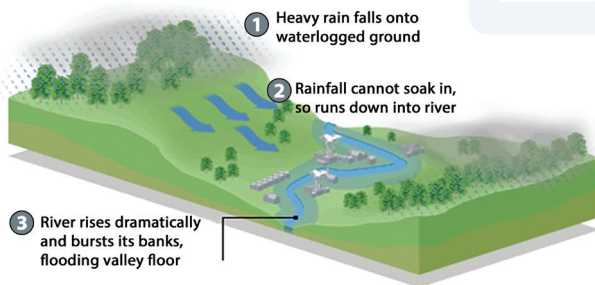 1 Heavy rain falls onto
waterlogged ground
2 Rainfall cannot soak in,
so runs down into river
3 River rises dramatically
and bursts its banks,
flooding valley floor